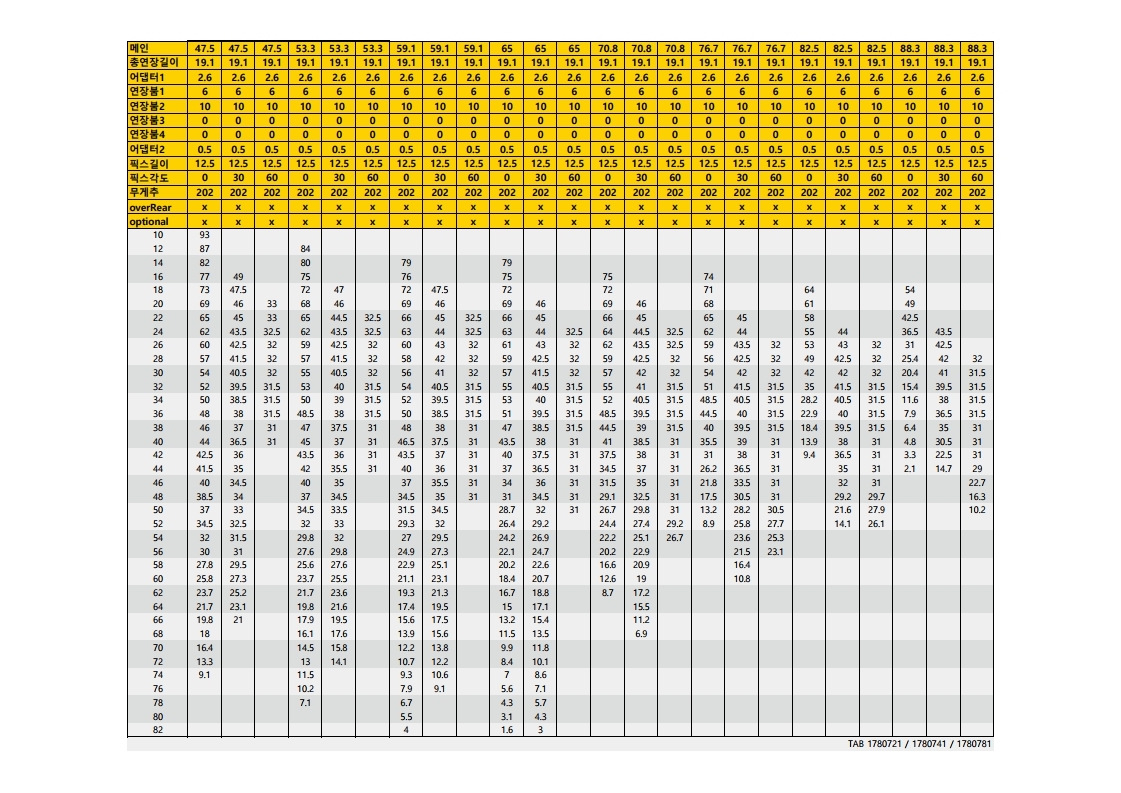 메인 47.5 47.5 47.5 53.3 53.3 53.3 59.1 59.1 59.1 65 65 65 70.8 70.8 70.8 76.7 76.7 76.7 82.5 82.5 82.5 88.3 88.3 88.3
총연장길이 19.1 19.1 19.1 19.1 19.1 19.1 19.1 19.1 19.1 19.1 19.1 19.1 19.1 19.1 19.1 19.1 19.1 19.1 19.1 19.1 19.1 19.1 19.1 19.1
어댑터1 2.6 2.6 2.6 2.6 2.6 2.6 2.6 2.6 2.6 2.6 2.6 2.6 2.6 2.6 2.6 2.6 2.6 2.6 2.6 2.6 2.6 2.6 2.6 2.6
연장붐1 6 6 6 6 6 6 6 6 6 6 6 6 6 6 6 6 6 6 6 6 6 6 6 6
연장붐2 10 10 10 10 10 10 10 10 10 10 10 10 10 10 10 10 10 10 10 10 10 10 10 10
연장붐3 0 0 0 0 0 0 0 0 0 0 0 0 0 0 0 0 0 0 0 0 0 0 0 0
연장붐4 0 0 0 0 0 0 0 0 0 0 0 0 0 0 0 0 0 0 0 0 0 0 0 0
어댑터2 0.5 0.5 0.5 0.5 0.5 0.5 0.5 0.5 0.5 0.5 0.5 0.5 0.5 0.5 0.5 0.5 0.5 0.5 0.5 0.5 0.5 0.5 0.5 0.5
픽스길이 12.5 12.5 12.5 12.5 12.5 12.5 12.5 12.5 12.5 12.5 12.5 12.5 12.5 12.5 12.5 12.5 12.5 12.5 12.5 12.5 12.5 12.5 12.5 12.5
픽스각도 0 30 60 0 30 60 0 30 60 0 30 60 0 30 60 0 30 60 0 30 60 0 30 60
무게추 202 202 202 202 202 202 202 202 202 202 202 202 202 202 202 202 202 202 202 202 202 202 202 202
overRear x x x x x x x x x x x x x x x x x x x x x x x x
optional x x x x x x x x x x x x x x x x x x x x x x x x
10 93
12 87 84
14 82 80 79 79
16 77 49 75 76 75 75 74
18 73 47.5 72 47 72 47.5 72 72 71 64 54
20 69 46 33 68 46 69 46 69 46 69 46 68 61 49
22 65 45 33 65 44.5 32.5 66 45 32.5 66 45 66 45 65 45 58 42.5
24 62 43.5 32.5 62 43.5 32.5 63 44 32.5 63 44 32.5 64 44.5 32.5 62 44 55 44 36.5 43.5
26 60 42.5 32 59 42.5 32 60 43 32 61 43 32 62 43.5 32.5 59 43.5 32 53 43 32 31 42.5
28 57 41.5 32 57 41.5 32 58 42 32 59 42.5 32 59 42.5 32 56 42.5 32 49 42.5 32 25.4 42 32
30 54 40.5 32 55 40.5 32 56 41 32 57 41.5 32 57 42 32 54 42 32 42 42 32 20.4 41 31.5
32 52 39.5 31.5 53 40 31.5 54 40.5 31.5 55 40.5 31.5 55 41 31.5 51 41.5 31.5 35 41.5 31.5 15.4 39.5 31.5
34 50 38.5 31.5 50 39 31.5 52 39.5 31.5 53 40 31.5 52 40.5 31.5 48.5 40.5 31.5 28.2 40.5 31.5 11.6 38 31.5
36 48 38 31.5 48.5 38 31.5 50 38.5 31.5 51 39.5 31.5 48.5 39.5 31.5 44.5 40 31.5 22.9 40 31.5 7.9 36.5 31.5
38 46 37 31 47 37.5 31 48 38 31 47 38.5 31.5 44.5 39 31.5 40 39.5 31.5 18.4 39.5 31.5 6.4 35 31
40 44 36.5 31 45 37 31 46.5 37.5 31 43.5 38 31 41 38.5 31 35.5 39 31 13.9 38 31 4.8 30.5 31
42 42.5 36 43.5 36 31 43.5 37 31 40 37.5 31 37.5 38 31 31 38 31 9.4 36.5 31 3.3 22.5 31
44 41.5 35 42 35.5 31 40 36 31 37 36.5 31 34.5 37 31 26.2 36.5 31 35 31 2.1 14.7 29
46 40 34.5 40 35 37 35.5 31 34 36 31 31.5 35 31 21.8 33.5 31 32 31 22.7
48 38.5 34 37 34.5 34.5 35 31 31 34.5 31 29.1 32.5 31 17.5 30.5 31 29.2 29.7 16.3
50 37 33 34.5 33.5 31.5 34.5 28.7 32 31 26.7 29.8 31 13.2 28.2 30.5 21.6 27.9 10.2
52 34.5 32.5 32 33 29.3 32 26.4 29.2 24.4 27.4 29.2 8.9 25.8 27.7 14.1 26.1
54 32 31.5 29.8 32 27 29.5 24.2 26.9 22.2 25.1 26.7 23.6 25.3
56 30 31 27.6 29.8 24.9 27.3 22.1 24.7 20.2 22.9 21.5 23.1
58 27.8 29.5 25.6 27.6 22.9 25.1 20.2 22.6 16.6 20.9 16.4
60 25.8 27.3 23.7 25.5 21.1 23.1 18.4 20.7 12.6 19 10.8
62 23.7 25.2 21.7 23.6 19.3 21.3 16.7 18.8 8.7 17.2
64 21.7 23.1 19.8 21.6 17.4 19.5 15 17.1 15.5
66 19.8 21 17.9 19.5 15.6 17.5 13.2 15.4 11.2
68 18 16.1 17.6 13.9 15.6 11.5 13.5 6.9
70 16.4 14.5 15.8 12.2 13.8 9.9 11.8
72 13.3 13 14.1 10.7 12.2 8.4 10.1
74 9.1 11.5 9.3 10.6 7 8.6
76 10.2 7.9 9.1 5.6 7.1
78 7.1 6.7 4.3 5.7
80 5.5 3.1 4.3
82 4 1.6 3
TAB 1780721 / 1780741 / 1780781